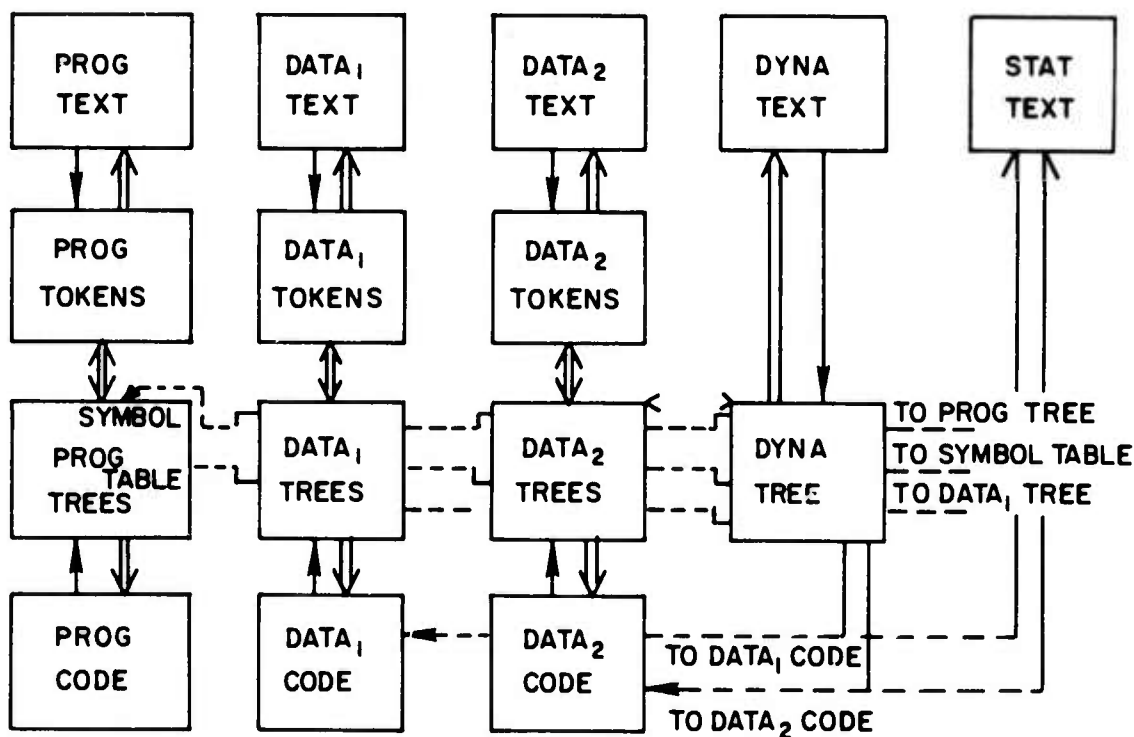 PROG
TEXT
DATA₁
TEXT
DATA₂
TEXT
DYNA
TEXT
STAT
TEXT
PROG
TOKENS
DATA₁
TOKENS
DATA₂
TOKENS
SYMBOL
PROG
TABLE
TREES
DATA₁
TREES
DATA₂
TREES
DYNA
TREE
TO PROG TREE
TO SYMBOL TABLE
TO DATA₁ TREE
PROG
CODE
DATA₁
CODE
DATA₂
CODE
TO DATA₁ CODE
TO DATA₂ CODE